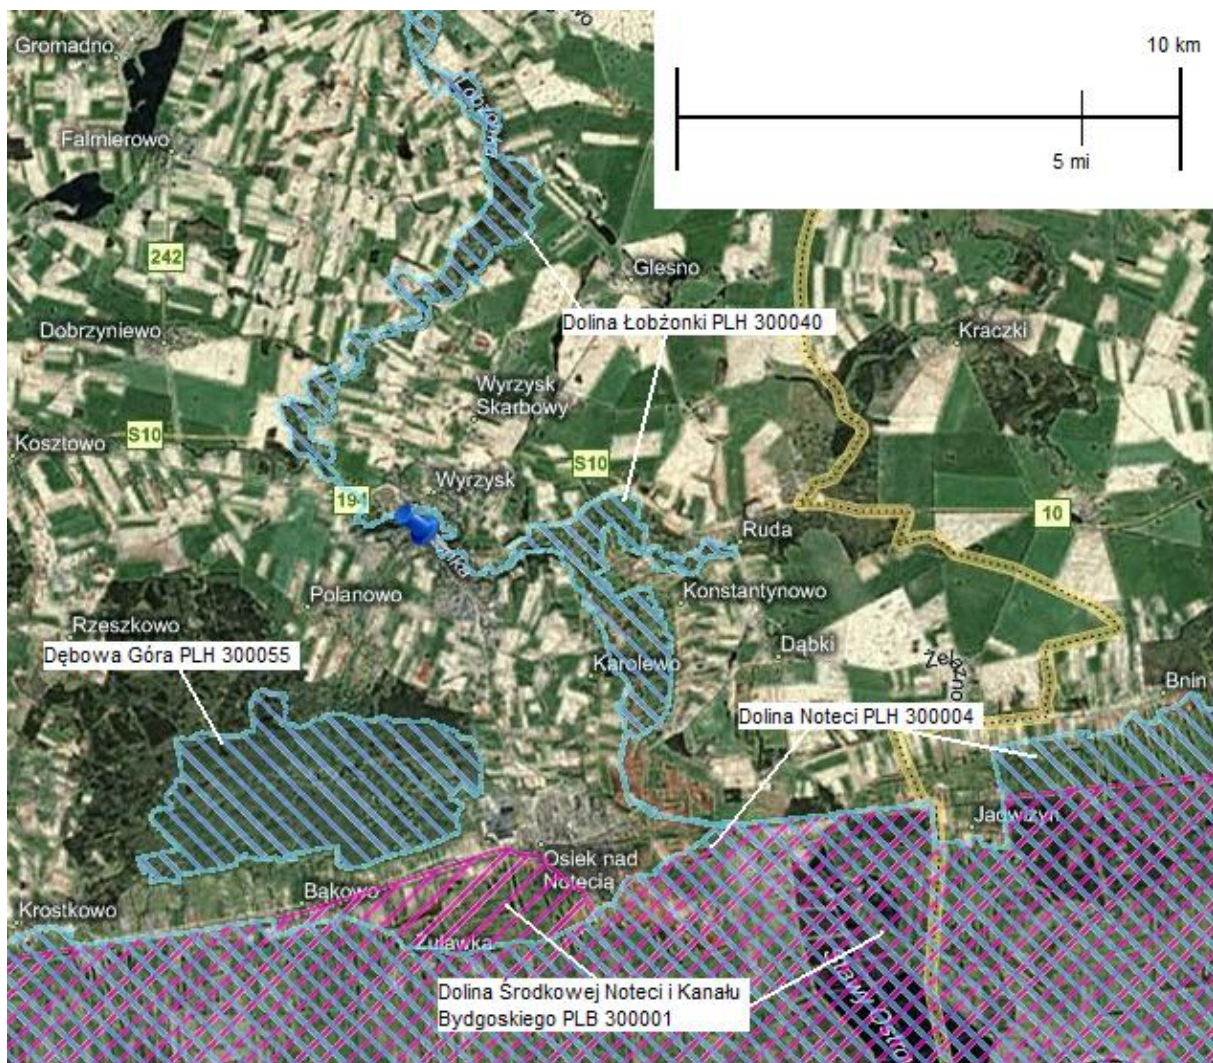 Gromadno
10 km
Łobżonka
Falmierowo
5 mi
242
Glesno
Dobrzyniewo
Dolina Łobżonki PLH 300040
Kraczki
Wyrzysk
Skarbowy
S10
Kosztowo
S10
Wyrzysk
194
10
Ruda
Polanowo
Konstantynowo
Rzeszkowo
Dąbki
Dębowa Góra PLH 300055
Karolewo
Bnin
Dolina Noteci PLH 300004
Jadwiżyn
Osiek nad
Notecią
Bąkowo
Krostkowo
Żuławka
Dolina Środkowej Noteci i Kanału
Bydgoskiego PLB 300001